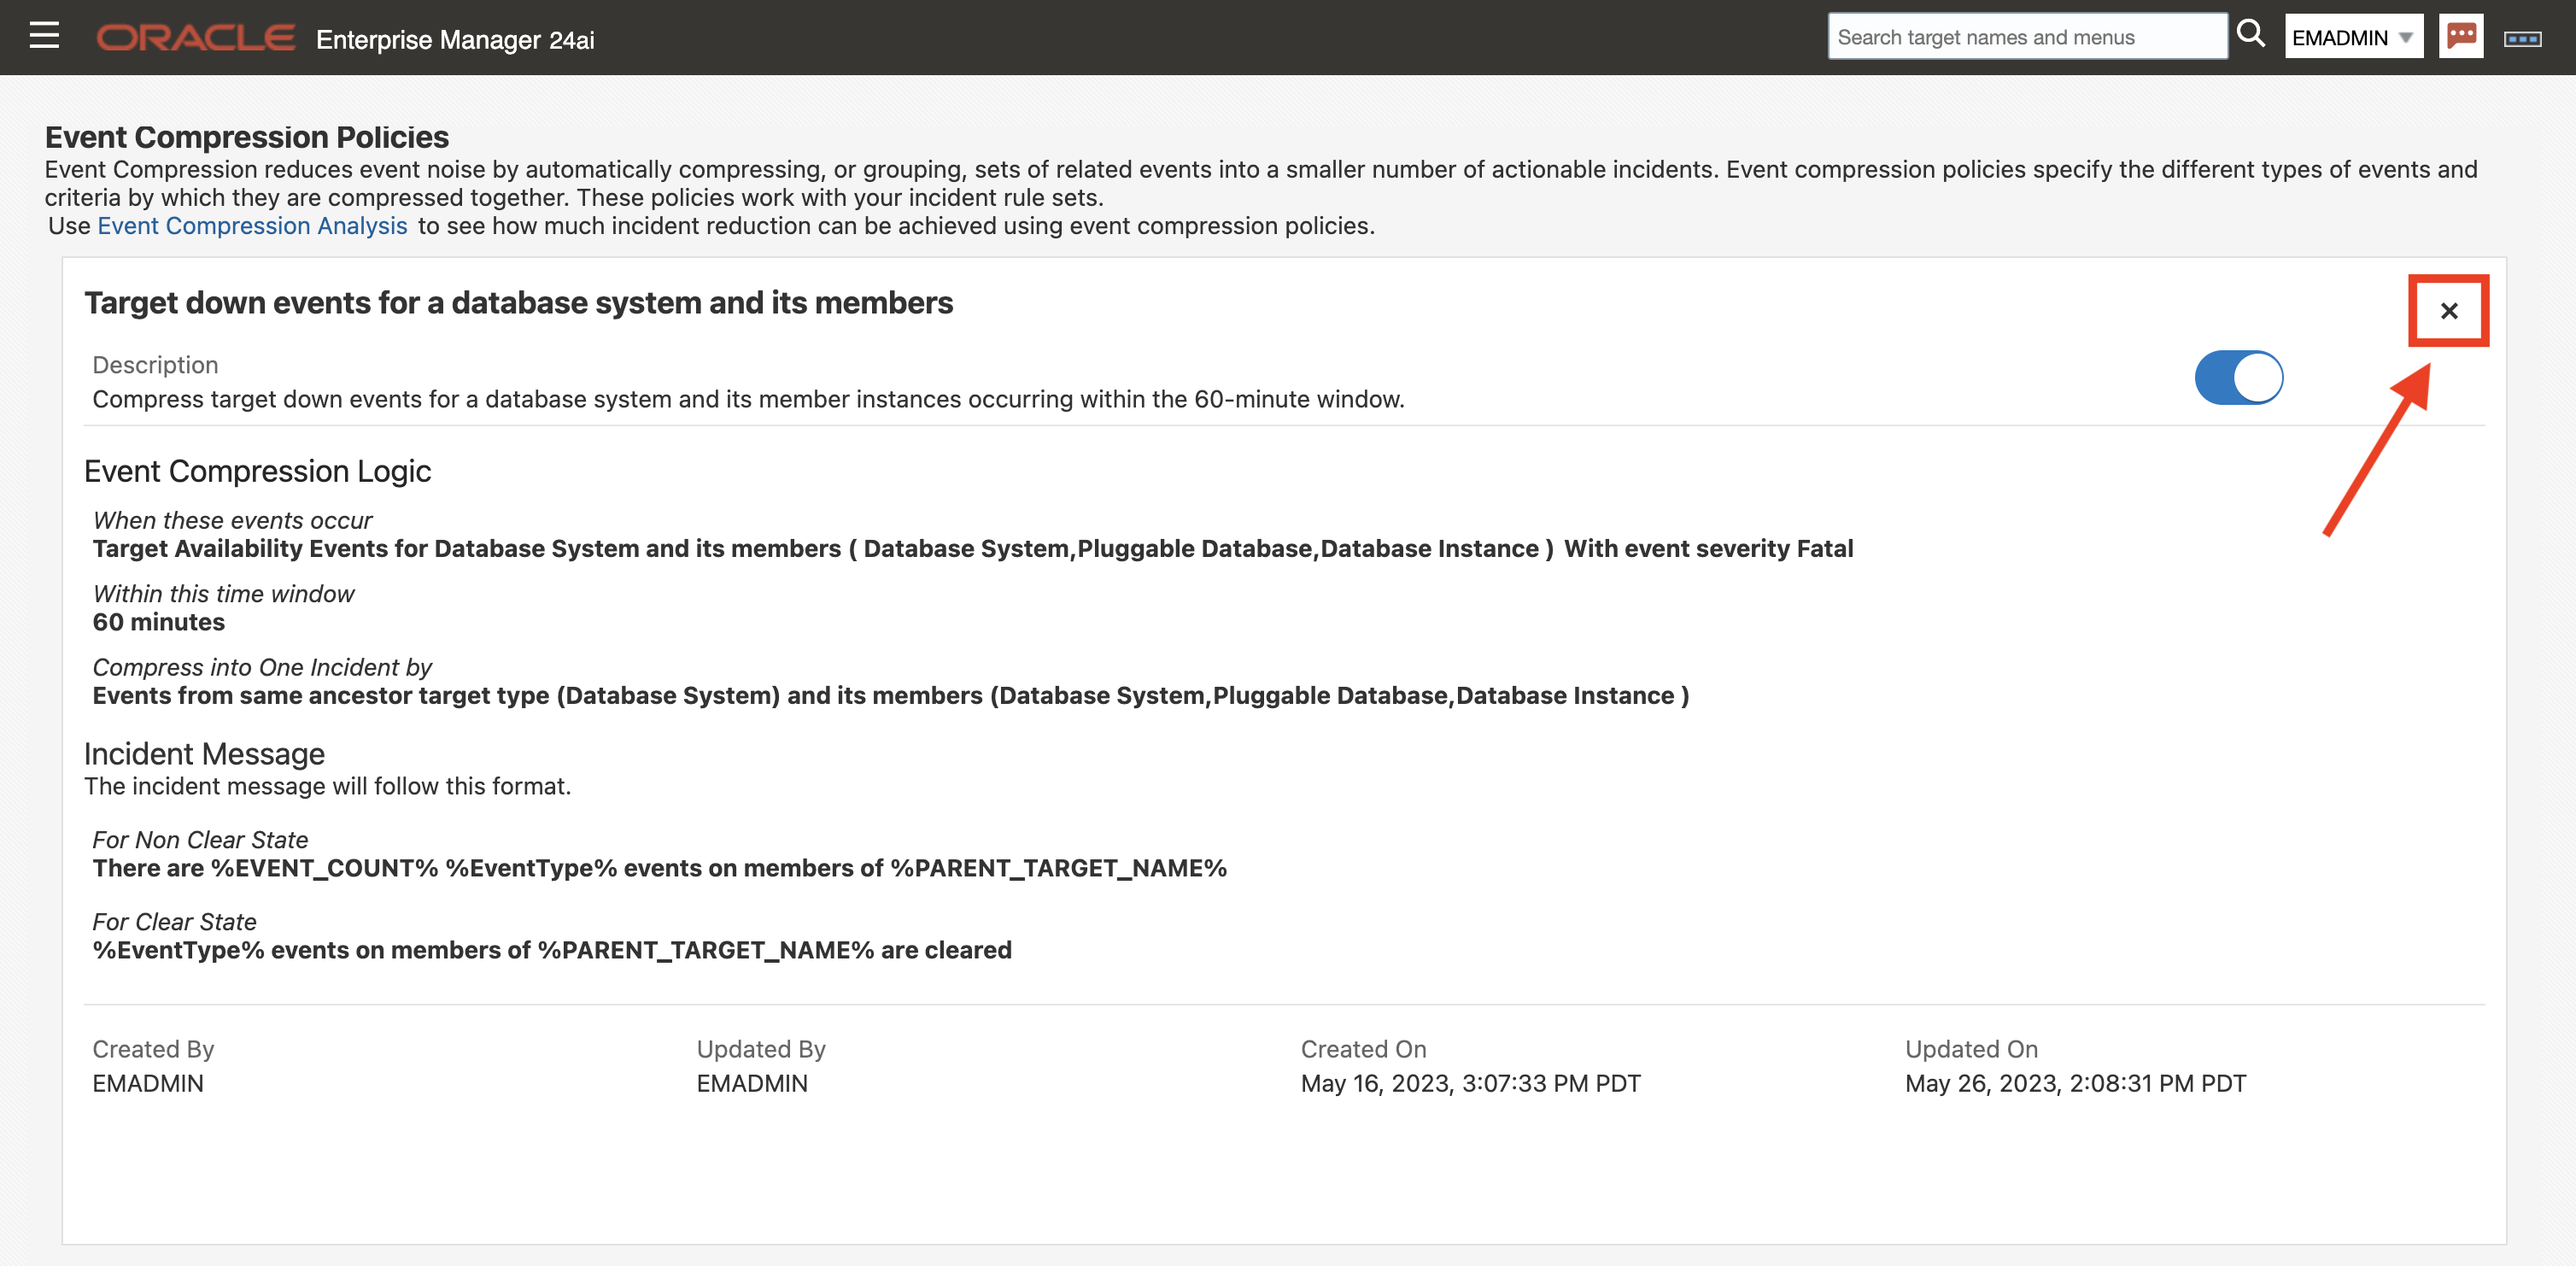 ORACLE Enterprise Manager 24ai
Search target names and menus
EMADMIN
Event Compression Policies
Event Compression reduces event noise by automatically compressing, or grouping, sets of related events into a smaller number of actionable incidents. Event compression policies specify the different types of events and
criteria by which they are compressed together. These policies work with your incident rule sets.
Use Event Compression Analysis to see how much incident reduction can be achieved using event compression policies.
Target down events for a database system and its members
Description
Compress target down events for a database system and its member instances occurring within the 60-minute window.
Event Compression Logic
When these events occur
Target Availability Events for Database System and its members ( Database System,Pluggable Database,Database Instance ) With event severity Fatal
Within this time window
60 minutes
Compress into One Incident by
Events from same ancestor target type (Database System) and its members (Database System,Pluggable Database,Database Instance )
Incident Message
The incident message will follow this format.
For Non Clear State
There are %EVENT_COUNT% %EventType% events on members of %PARENT_TARGET_NAME%
For Clear State
%EventType% events on members of %PARENT_TARGET_NAME% are cleared
Created By Updated By Created On Updated On
EMADMIN EMADMIN May 16, 2023, 3:07:33 PM PDT May 26, 2023, 2:08:31 PM PDT